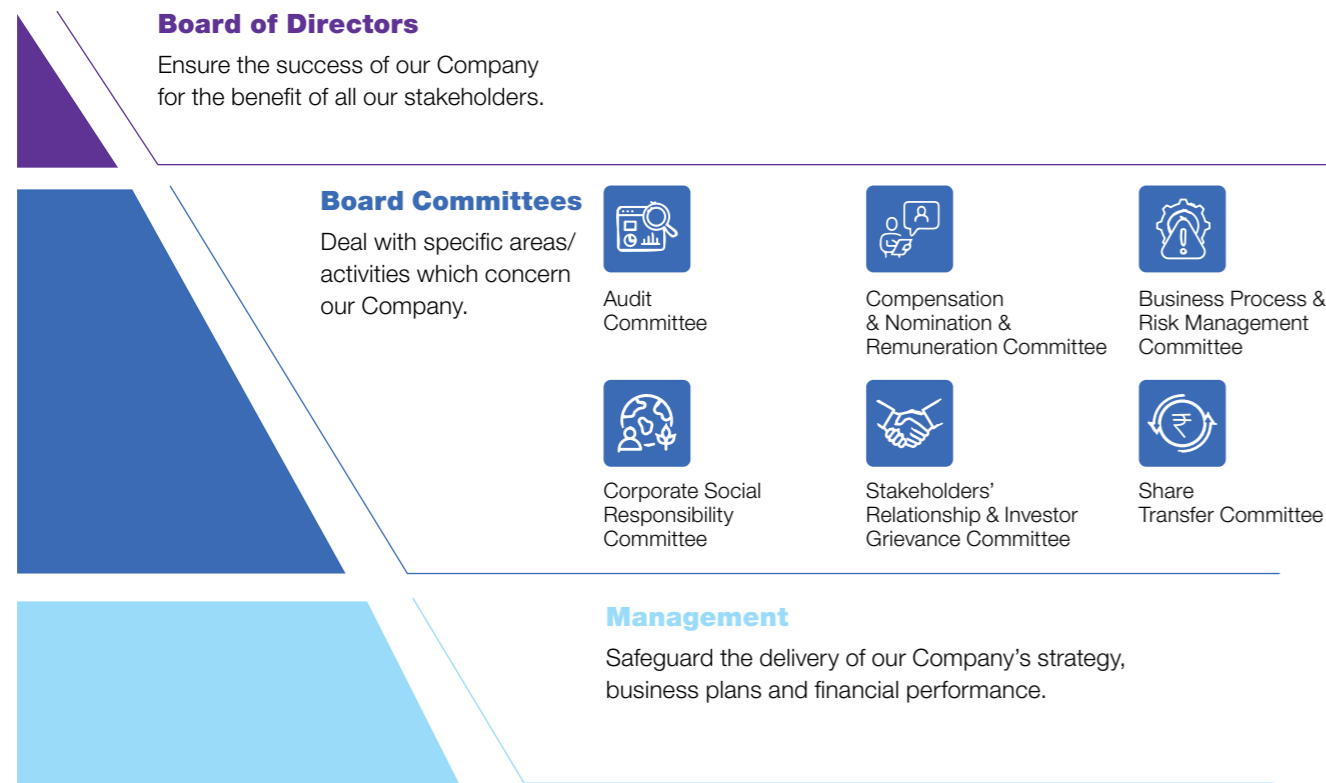 Board of Directors
Ensure the success of our Company
for the benefit of all our stakeholders.
Board Committees
Deal with specific areas/
activities which concern
our Company.
Audit
Committee
Compensation
& Nomination &
Remuneration Committee
Business Process &
Risk Management
Committee
Corporate Social
Responsibility
Committee
Stakeholders’
Relationship & Investor
Grievance Committee
₹
Share
Transfer Committee
Management
Safeguard the delivery of our Company’s strategy,
business plans and financial performance.